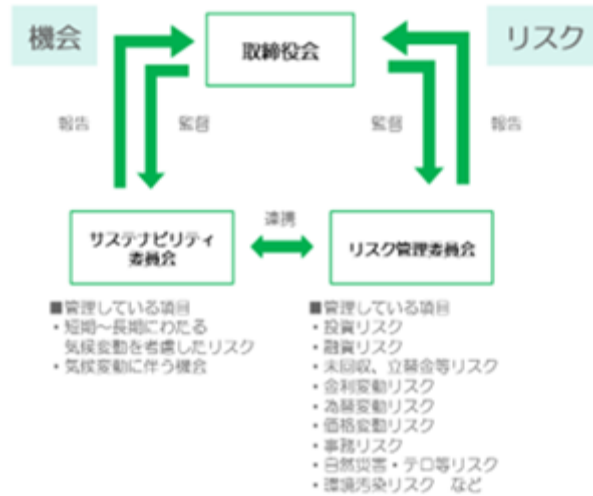 機会
リスク
取締役会
報告
監督
監督
報告
サステナビリティ
委員会
連携
リスク管理委員会
■管理している項目
・短期～長期にわたる
気候変動を考慮したリスク
・気候変動に伴う機会
■管理している項目
・投資リスク
・融資リスク
・未回収、立替金等リスク
・金利変動リスク
・為替変動リスク
・価格変動リスク
・事務リスク
・自然災害・テロ等リスク
・環境汚染リスク　など